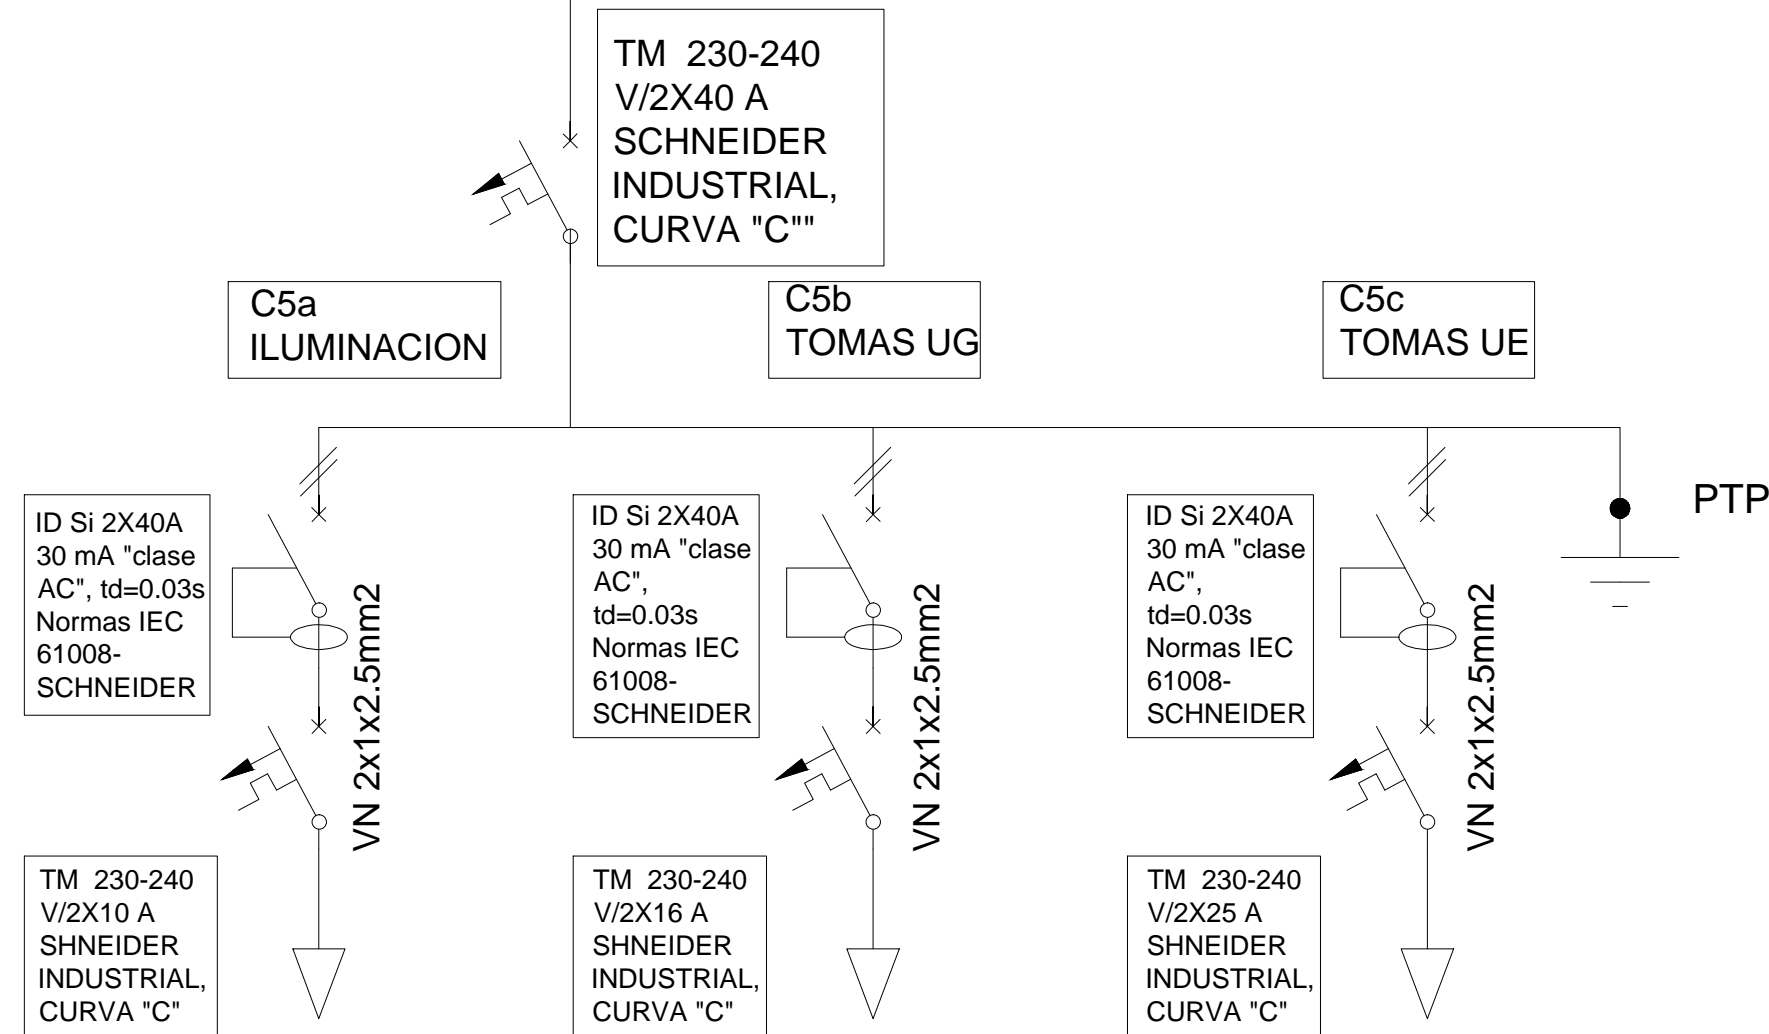 TM 230-240
V/2X40 A
SCHNEIDER
INDUSTRIAL,
CURVA "C""
C5a
ILUMINACION
C5b
TOMAS UG
C5c
TOMAS UE
ID Si 2X40A
30 mA "clase
AC", td=0.03s
Normas IEC
61008-
SCHNEIDER
VN 2x1x2.5mm2
ID Si 2X40A
30 mA "clase
AC",
td=0.03s
Normas IEC
61008-
SCHNEIDER
VN 2x1x2.5mm2
ID Si 2X40A
30 mA "clase
AC",
td=0.03s
Normas IEC
61008-
SCHNEIDER
VN 2x1x2.5mm2
PTP
TM 230-240
V/2X10 A
SHNEIDER
INDUSTRIAL,
CURVA "C"
TM 230-240
V/2X16 A
SHNEIDER
INDUSTRIAL,
CURVA "C"
TM 230-240
V/2X25 A
SHNEIDER
INDUSTRIAL,
CURVA "C"